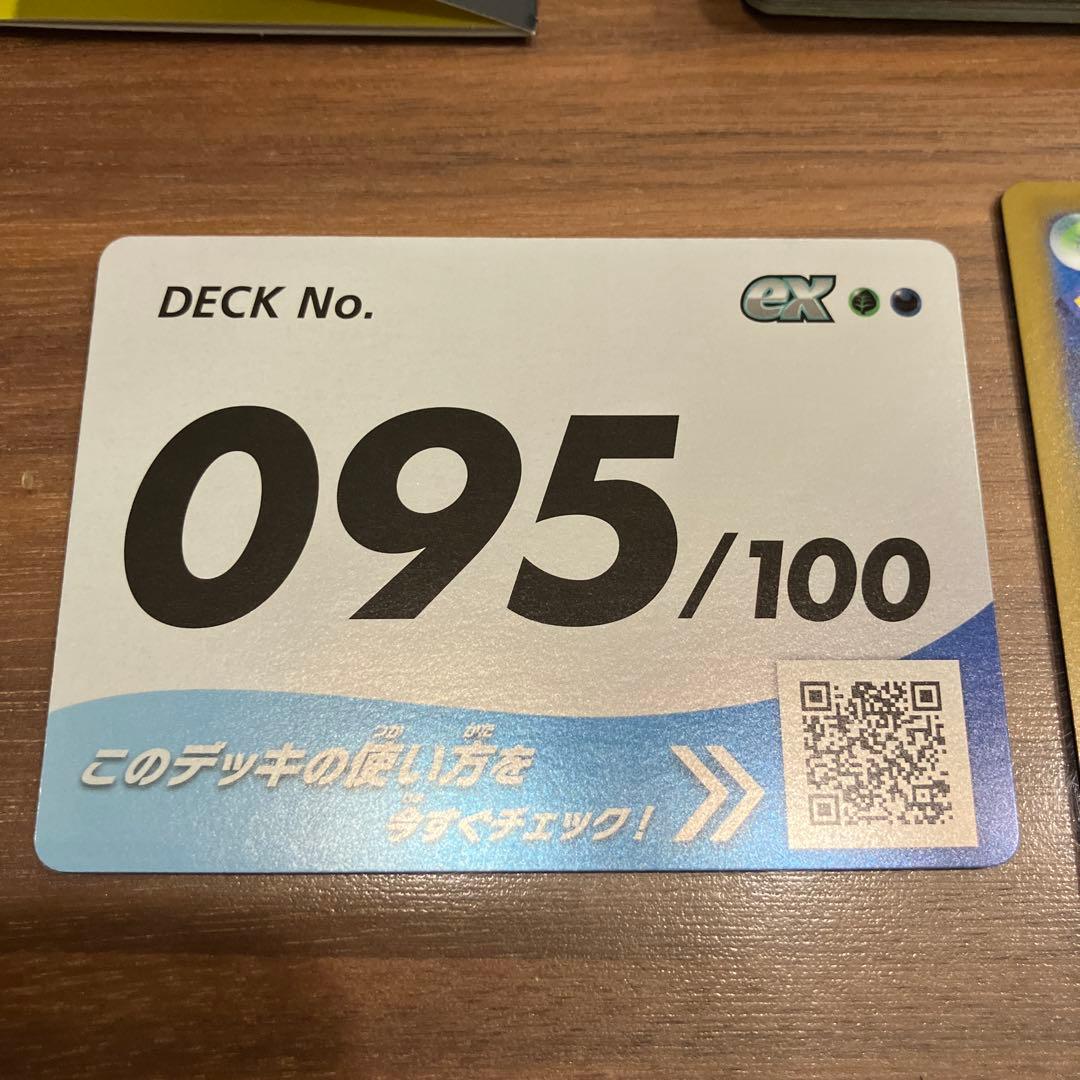 DECK No.
ex
095/100
このデッキの使い方を
今すぐチェック!